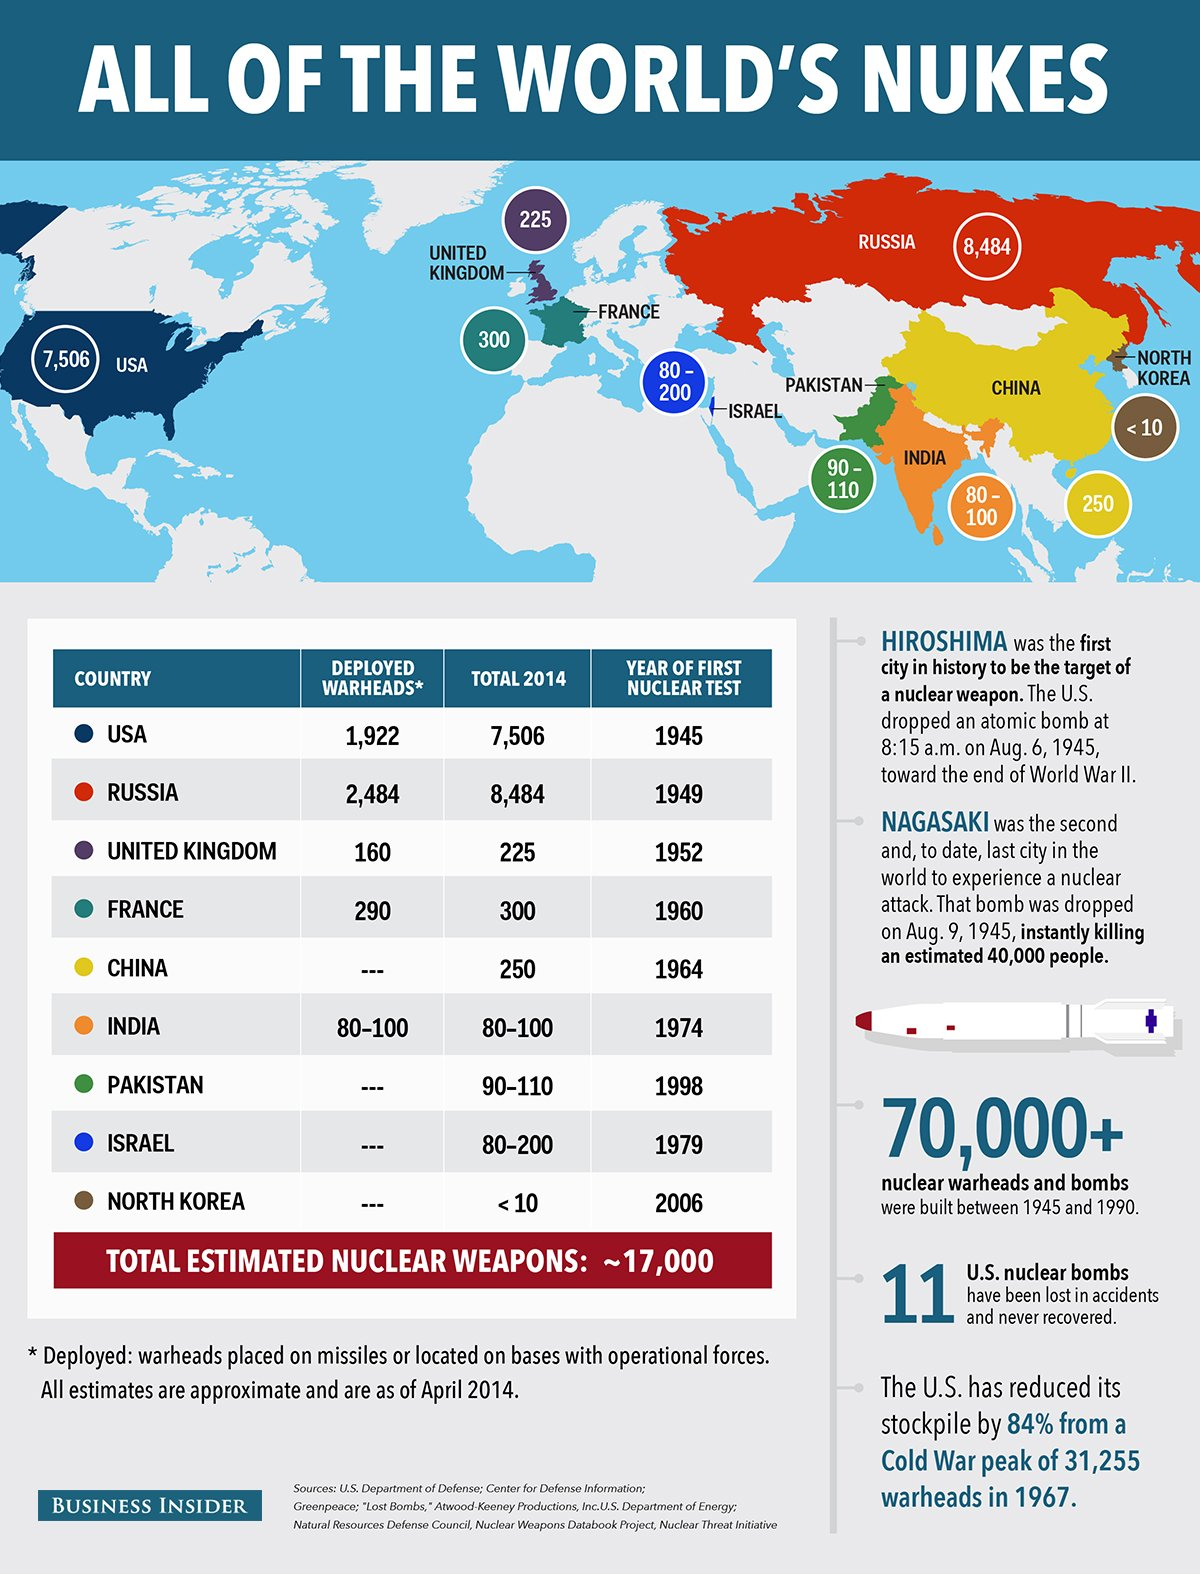 ALL OF THE WORLD'S NUKES
225
UNITED
KINGDOM
RUSSIA
8,484
300
FRANCE
7,506
USA
80 –
200
ISRAEL
PAKISTAN
CHINA
NORTH
KOREA
< 10
INDIA
90 –
110
80 –
100
250
COUNTRY DEPLOYED WARHEADS* TOTAL 2014 YEAR OF FIRST NUCLEAR TEST
USA 1,922 7,506 1945
RUSSIA 2,484 8,484 1949
UNITED KINGDOM 160 225 1952
FRANCE 290 300 1960
CHINA --- 250 1964
INDIA 80–100 80–100 1974
PAKISTAN --- 90–110 1998
ISRAEL --- 80–200 1979
NORTH KOREA --- < 10 2006
TOTAL ESTIMATED NUCLEAR WEAPONS: ~17,000
* Deployed: warheads placed on missiles or located on bases with operational forces.
All estimates are approximate and are as of April 2014.
HIROSHIMA was the first
city in history to be the target of
a nuclear weapon. The U.S.
dropped an atomic bomb at
8:15 a.m. on Aug. 6, 1945,
toward the end of World War II.
NAGASAKI was the second
and, to date, last city in the
world to experience a nuclear
attack. That bomb was dropped
on Aug. 9, 1945, instantly killing
an estimated 40,000 people.
70,000+
nuclear warheads and bombs
were built between 1945 and 1990.
11
U.S. nuclear bombs
have been lost in accidents
and never recovered.
The U.S. has reduced its
stockpile by 84% from a
Cold War peak of 31,255
warheads in 1967.
BUSINESS INSIDER
Sources: U.S. Department of Defense; Center for Defense Information;
Greenpeace; "Lost Bombs," Atwood-Keeney Productions, Inc.U.S. Department of Energy;
Natural Resources Defense Council, Nuclear Weapons Databook Project, Nuclear Threat Initiative